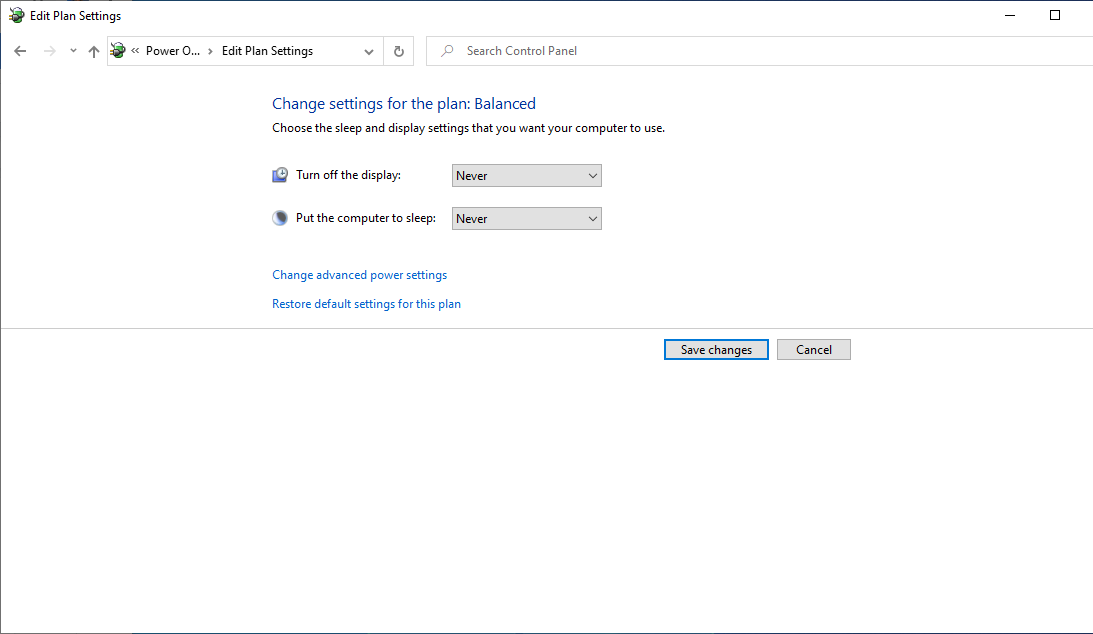 Edit Plan Settings
« Power O... › Edit Plan Settings Search Control Panel
Change settings for the plan: Balanced
Choose the sleep and display settings that you want your computer to use.
Turn off the display: Never
Put the computer to sleep: Never
Change advanced power settings
Restore default settings for this plan
Save changes Cancel